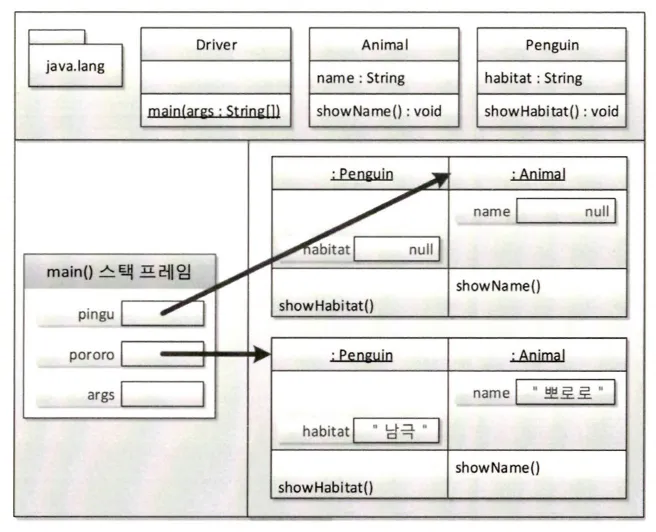 java.lang
Driver
main(args : String[])
Animal
name : String
showName() : void
Penguin
habitat : String
showHabitat() : void
main() 스택 프레임
pingu
pororo
args
: Penguin
habitat null
showHabitat()
: Animal
name null
showName()
: Penguin
habitat " 남극 "
showHabitat()
: Animal
name " 뽀로로 "
showName()